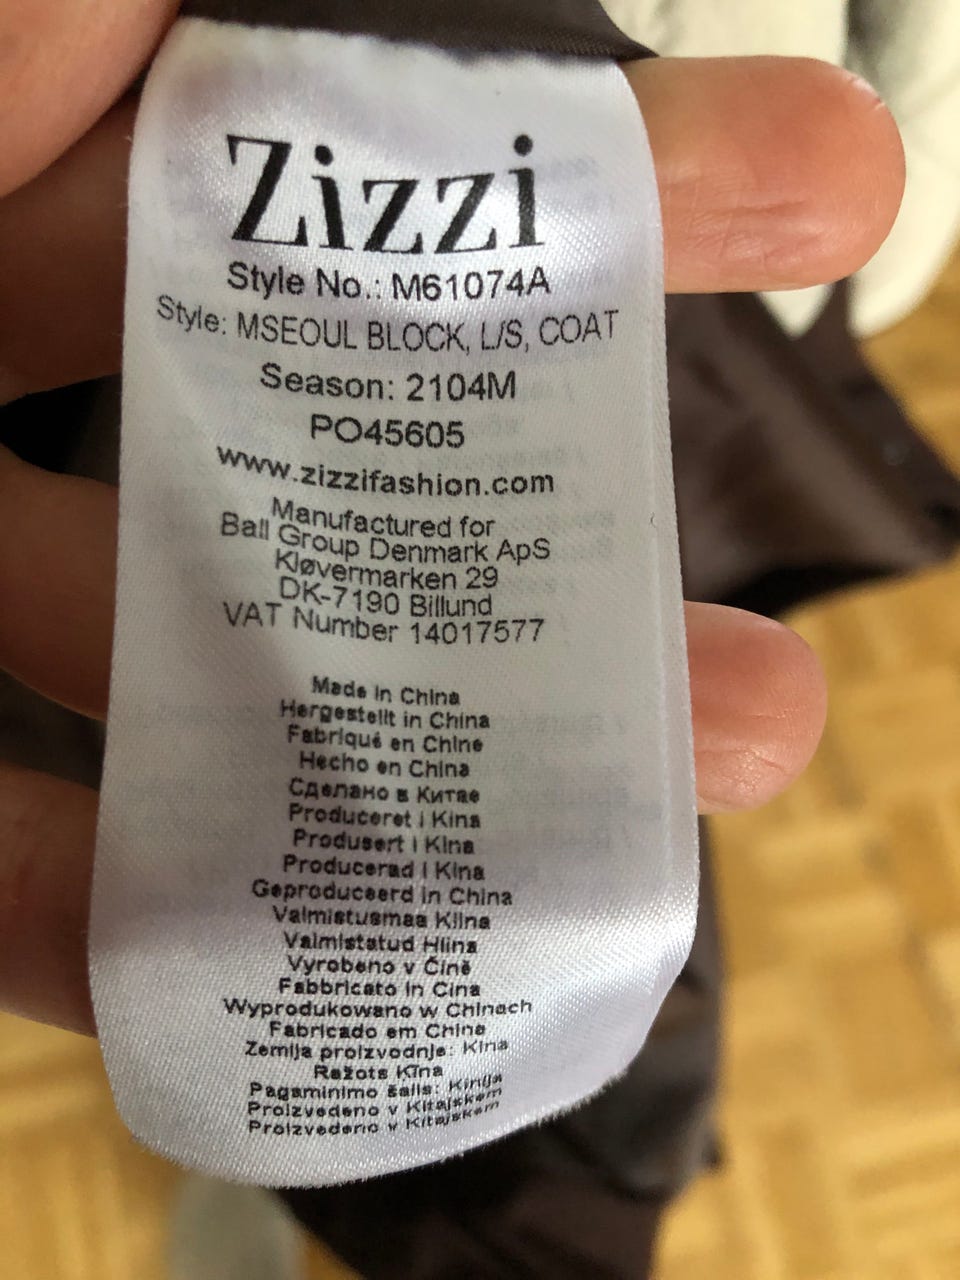 Zizzi
Style No.: M61074A
Style: MSEOUL BLOCK, L/S, COAT
Season: 2104M
PO45605
www.zizzifashion.com
Manufactured for
Ball Group Denmark ApS
Kløvermarken 29
DK-7190 Billund
VAT Number 14017577
Made in China
Hergestellt in China
Fabriqué en Chine
Hecho en China
Сделано в Китае
Produceret i Kina
Produsert i Kina
Producerad i Kina
Geproduceerd in China
Valmistusmaa Kiina
Valmistatud Hiina
Vyrobeno v Číně
Fabbricato in Cina
Wyprodukowano w Chinach
Fabricado em China
Zemlja proizvodnje: Kina
Ražots Ķīna
Pagaminimo šalis: Kinija
Proizvedeno v Kitajskem
Proizvedeno v Kitajskem